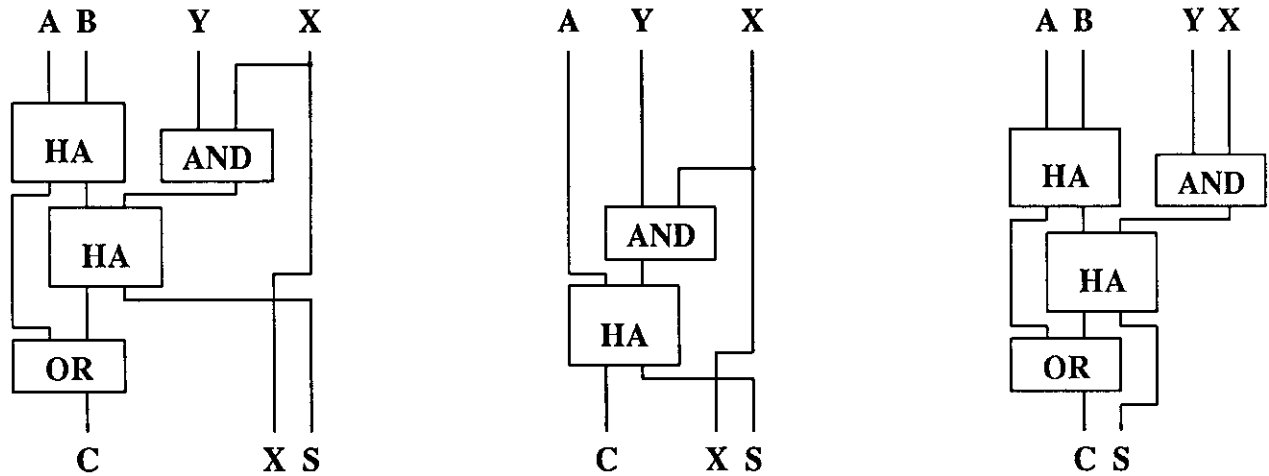 A B Y X
HA
AND
HA
OR
C X S
A Y X
AND
HA
C X S
A B Y X
HA
AND
HA
OR
C S